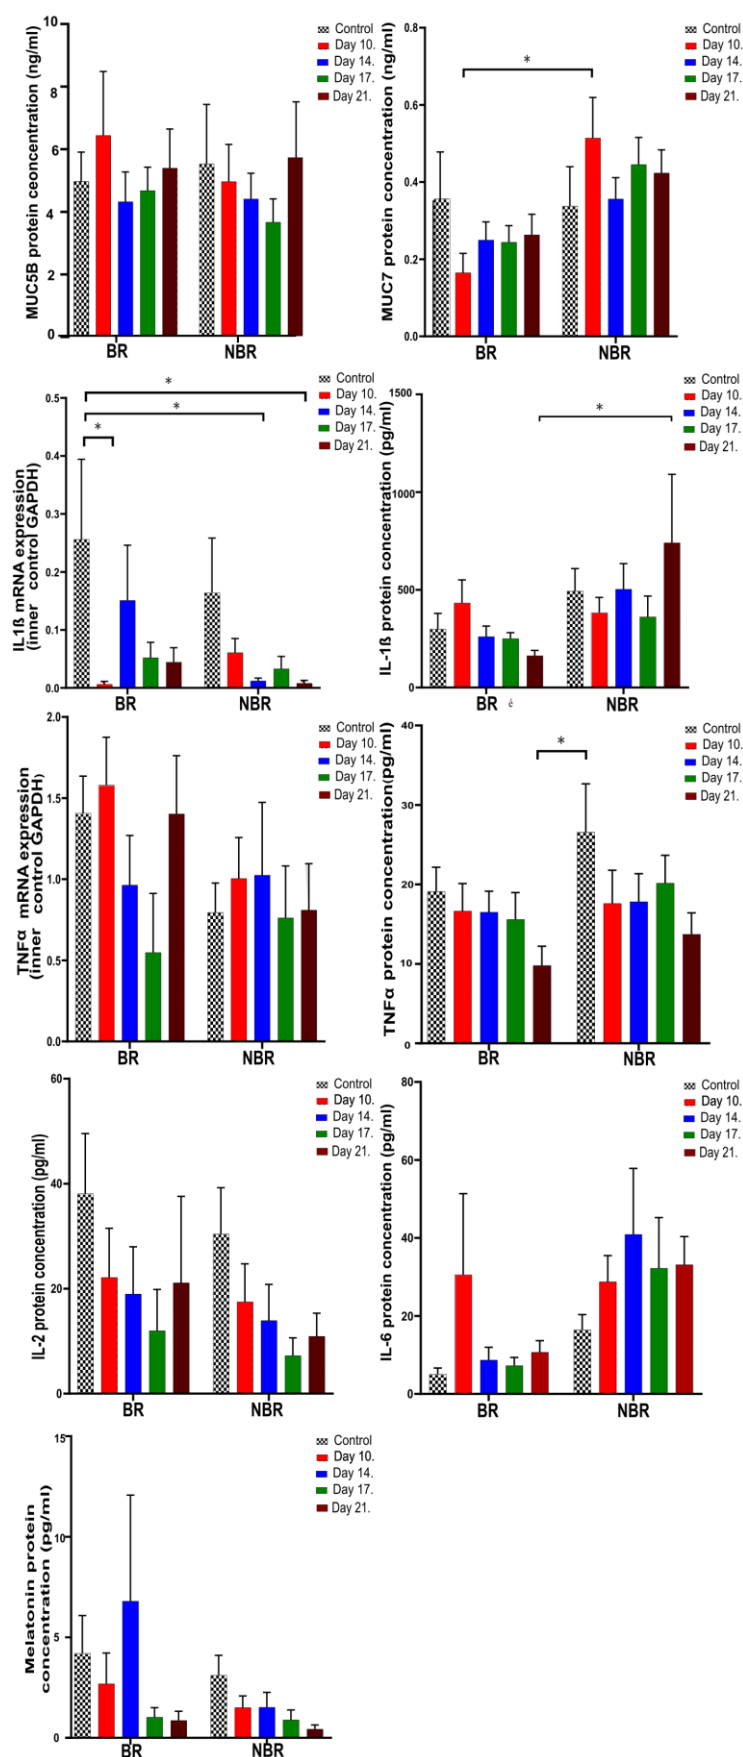 MUC5B protein ceoncentration (ng/ml)
10
8
6
4
2
0
BR
NBR
Control
Day 10.
Day 14.
Day 17.
Day 21.
MUC7 protein concentration (ng/ml)
0.8
0.6
0.4
0.2
0.0
*
BR
NBR
Control
Day 10.
Day 14.
Day 17.
Day 21.
IL1ß mRNA expression
(inner control GAPDH)
0.5
0.4
0.3
0.2
0.1
0.0
*
*
*
BR
NBR
Control
Day 10.
Day 14.
Day 17.
Day 21.
IL-1ß protein concentration (pg/ml)
1500
1000
500
0
*
BR è
NBR
Control
Day 10.
Day 14.
Day 17.
Day 21.
TNFα mRNA expression
(inner control GAPDH)
2.0
1.5
1.0
0.5
0.0
BR
NBR
Control
Day 10.
Day 14.
Day 17.
Day 21.
TNFα protein concentration(pg/ml)
40
30
20
10
0
*
BR
NBR
Control
Day 10.
Day 14.
Day 17.
Day 21.
IL-2 protein concentration (pg/ml)
60
40
20
0
BR
NBR
Control
Day 10.
Day 14.
Day 17.
Day 21.
IL-6 protein concentration (pg/ml)
80
60
40
20
0
BR
NBR
Control
Day 10.
Day 14.
Day 17.
Day 21.
Melatonin protein
concentration (pg/ml)
15
10
5
0
BR
NBR
Control
Day 10.
Day 14.
Day 17.
Day 21.